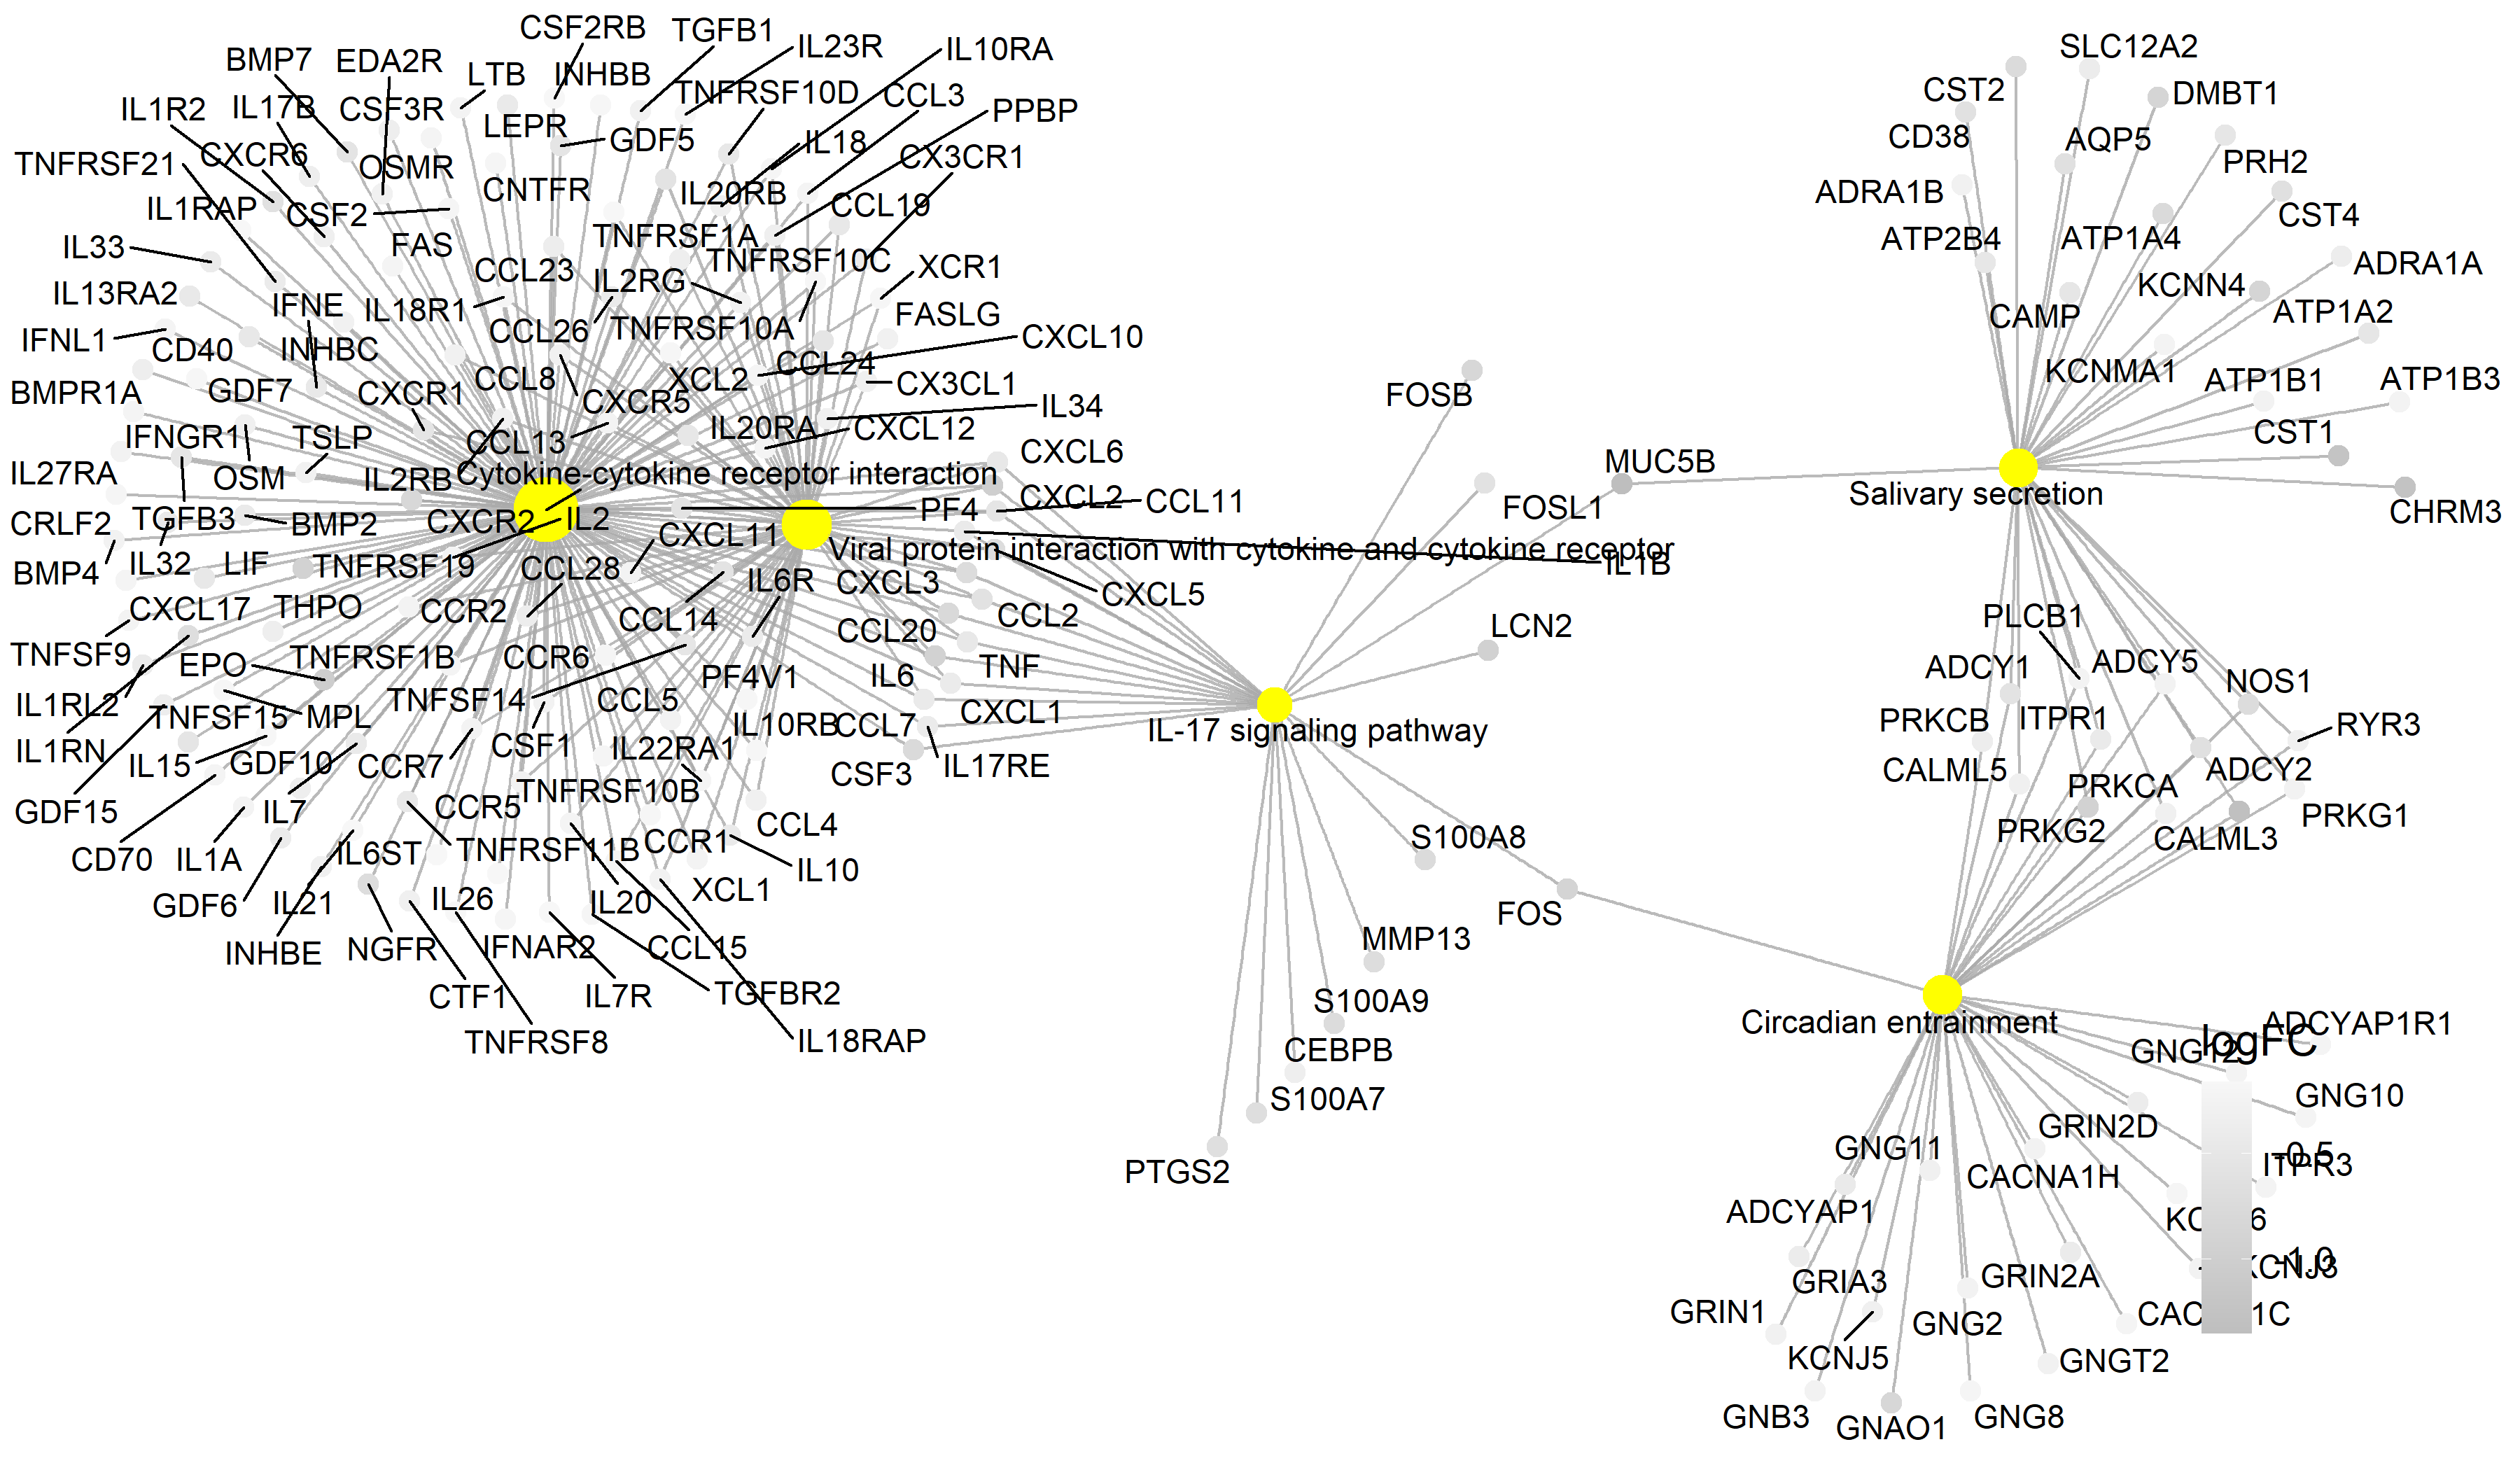 CSF2RB
TGFB1
IL23R
IL10RA
BMP7
EDA2R
LTB
INHBB
TNFRSF10D
CCL3
PPBP
IL1R2
IL17B
CSF3R
LEPR
GDF5
IL18
CX3CR1
TNFRSF21
CXCR6
OSMR
CNTFR
IL20RB
CCL19
IL1RAP
CSF2
FAS
TNFRSF1A
TNFRSF10C
XCR1
IL33
CCL23
IL2RG
IL13RA2
IFNE
IL18R1
CCL26
TNFRSF10A
FASLG
CXCL10
IFNL1
CD40
INHBC
CCL8
XCL2
CCL24
CX3CL1
BMPR1A
GDF7
CXCR1
CXCR5
IL34
IFNGR1
TSLP
CCL13
IL20RA
CXCL12
CXCL6
IL27RA
OSM
IL2RB
Cytokine-cytokine receptor interaction
CXCL2
CCL11
CRLF2
TGFB3
BMP2
CXCR2
IL2
PF4
CXCL11
Viral protein interaction with cytokine and cytokine receptor
IL1B
BMP4
IL32
LIF
TNFRSF19
CCL28
IL6R
CXCL3
CXCL5
CXCL17
THPO
CCR2
CCL14
CCL20
CCL2
TNFSF9
EPO
TNFRSF1B
CCR6
PF4V1
IL6
TNF
IL1RL2
TNFSF15
MPL
TNFSF14
CCL5
IL10RB
CCL7
CXCL1
IL1RN
IL15
GDF10
CCR7
CSF1
IL22RA1
CSF3
IL17RE
GDF15
IL7
CCR5
TNFRSF10B
CCL4
CD70
IL1A
IL6ST
TNFRSF11B
CCR1
IL10
GDF6
IL21
IL26
IL20
XCL1
INHBE
NGFR
IFNAR2
CCL15
CTF1
IL7R
TGFBR2
TNFRSF8
IL18RAP
FOSB
FOSL1
MUC5B
LCN2
IL-17 signaling pathway
S100A8
FOS
MMP13
S100A9
CEBPB
S100A7
PTGS2
SLC12A2
CST2
DMBT1
CD38
AQP5
PRH2
ADRA1B
CST4
ATP2B4
ATP1A4
ADRA1A
KCNN4
CAMP
ATP1A2
KCNMA1
ATP1B1
ATP1B3
CST1
Salivary secretion
CHRM3
PLCB1
ADCY1
ADCY5
NOS1
PRKCB
ITPR1
RYR3
CALML5
PRKCA
ADCY2
PRKG2
CALML3
PRKG1
Circadian entrainment
ADCYAP1R1
logFC
GNG12
GNG10
GRIN2D
GNG11
-0.5
ITPR3
CACNA1H
ADCYAP1
-1.0
KCNJ3
GRIA3
GRIN2A
GRIN1
GNG2
KCNJ5
GNGT2
GNB3
GNAO1
GNG8